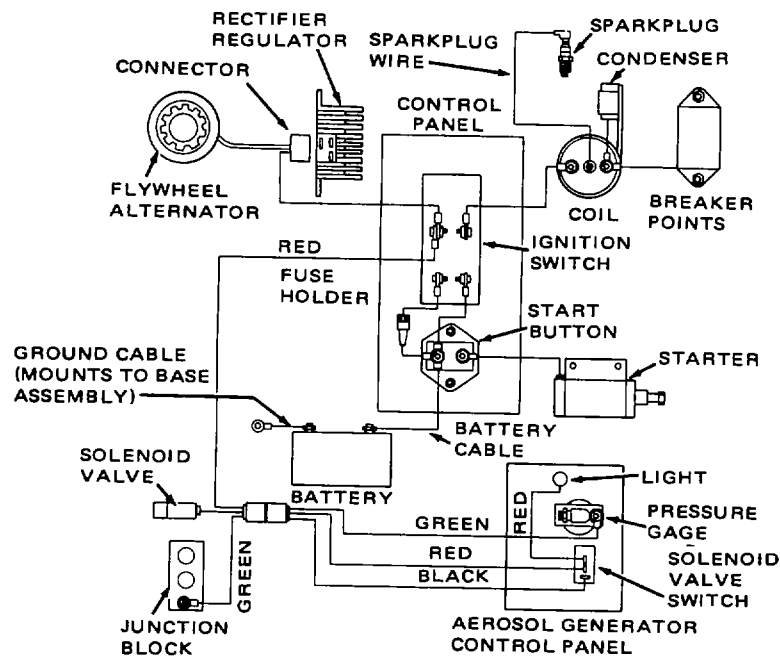 RECTIFIER
REGULATOR
CONNECTOR
SPARKPLUG
WIRE
SPARKPLUG
CONDENSER
CONTROL
PANEL
FLYWHEEL
ALTERNATOR
COIL
BREAKER
POINTS
RED
IGNITION
SWITCH
FUSE
HOLDER
START
BUTTON
GROUND CABLE
(MOUNTS TO BASE
ASSEMBLY)
STARTER
BATTERY
CABLE
SOLENOID
VALVE
BATTERY
LIGHT
RED
GREEN
PRESSURE
GAGE
RED
BLACK
GREEN
SOLENOID
VALVE
SWITCH
JUNCTION
BLOCK
AEROSOL GENERATOR
CONTROL PANEL